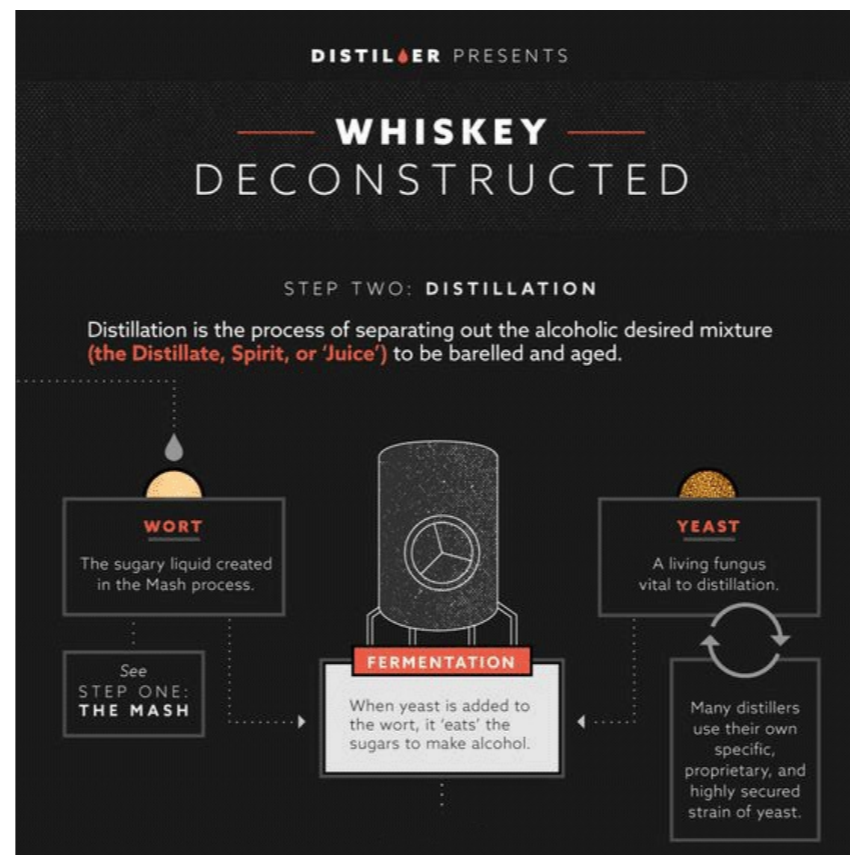 DISTILLER PRESENTS
WHISKEY
DECONSTRUCTED
STEP TWO: DISTILLATION
Distillation is the process of separating out the alcoholic desired mixture
(the Distillate, Spirit, or ‘Juice’) to be barelled and aged.
WORT
The sugary liquid created
in the Mash process.
See
STEP ONE:
THE MASH
FERMENTATION
When yeast is added to
the wort, it ‘eats’ the
sugars to make alcohol.
YEAST
A living fungus
vital to distillation.
Many distillers
use their own
specific,
proprietary, and
highly secured
strain of yeast.